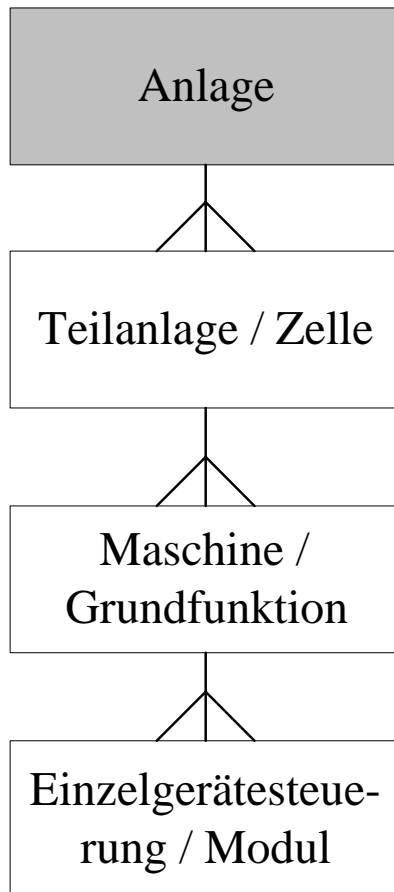 Anlage
Teilanlage / Zelle
Maschine /
Grundfunktion
Einzelgerätesteue-
rung / Modul